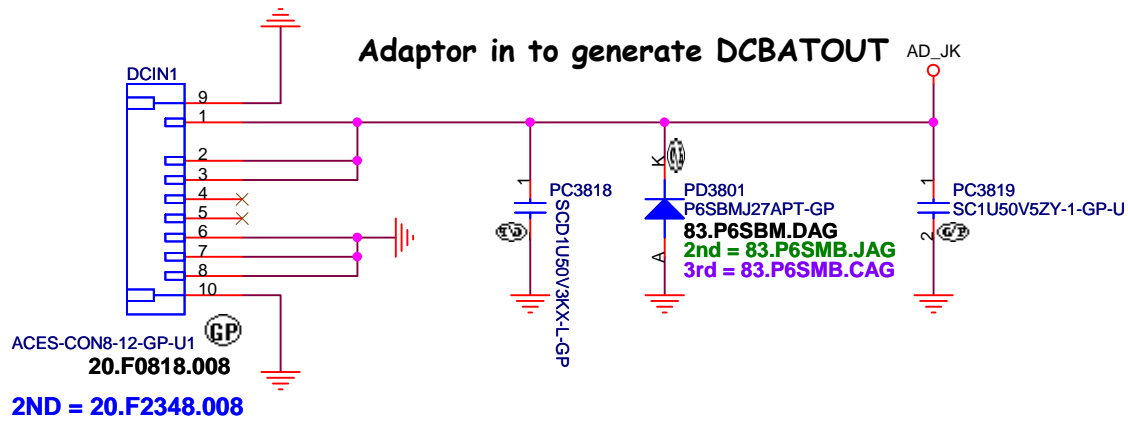 Adaptor in to generate DCBATOUT
AD_JK
DCIN1
9
1
2
3
4
5
6
7
8
10
GP
ACES-CON8-12-GP-U1
20.F0818.008
2ND = 20.F2348.008
1
PC3818
SCD1U50V3KX-L-GP
K
PD3801
P6SBMJ27APT-GP
83.P6SBM.DAG
2nd = 83.P6SMB.JAG
3rd = 83.P6SMB.CAG
A
1
PC3819
SC1U50V5ZY-1-GP-U
2